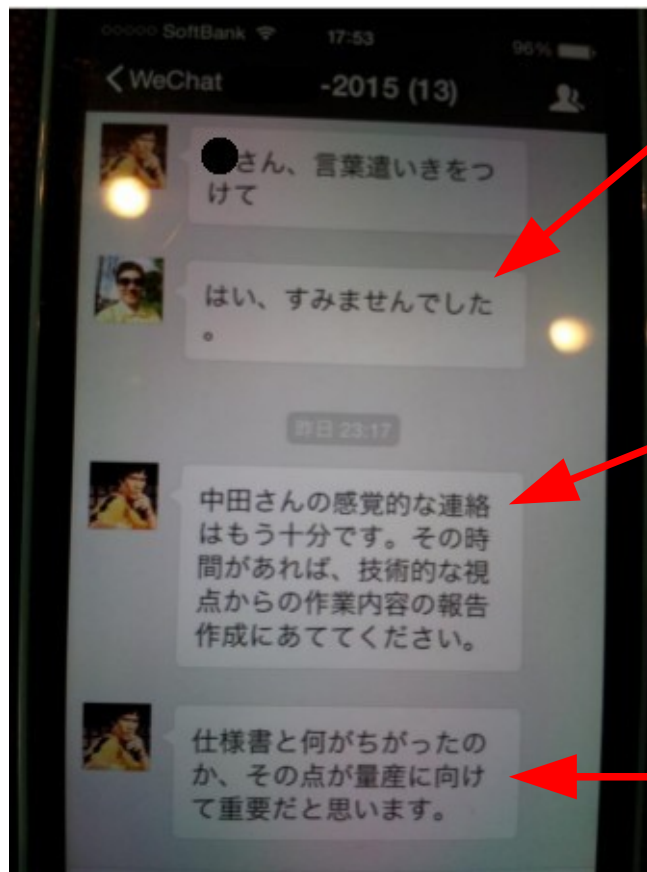 ooooo SoftBank 17:53 96%
WeChat -2015 (13)
さん、言葉遣いきをつ
けて
はい、すみませんでした
。
昨日 23:17
中田さんの感覚的な連絡
はもう十分です。その時
間があれば、技術的な視
点からの作業内容の報告
作成にあててください。
仕様書と何がちがったの
か、その点が量産に向け
て重要だと思います。